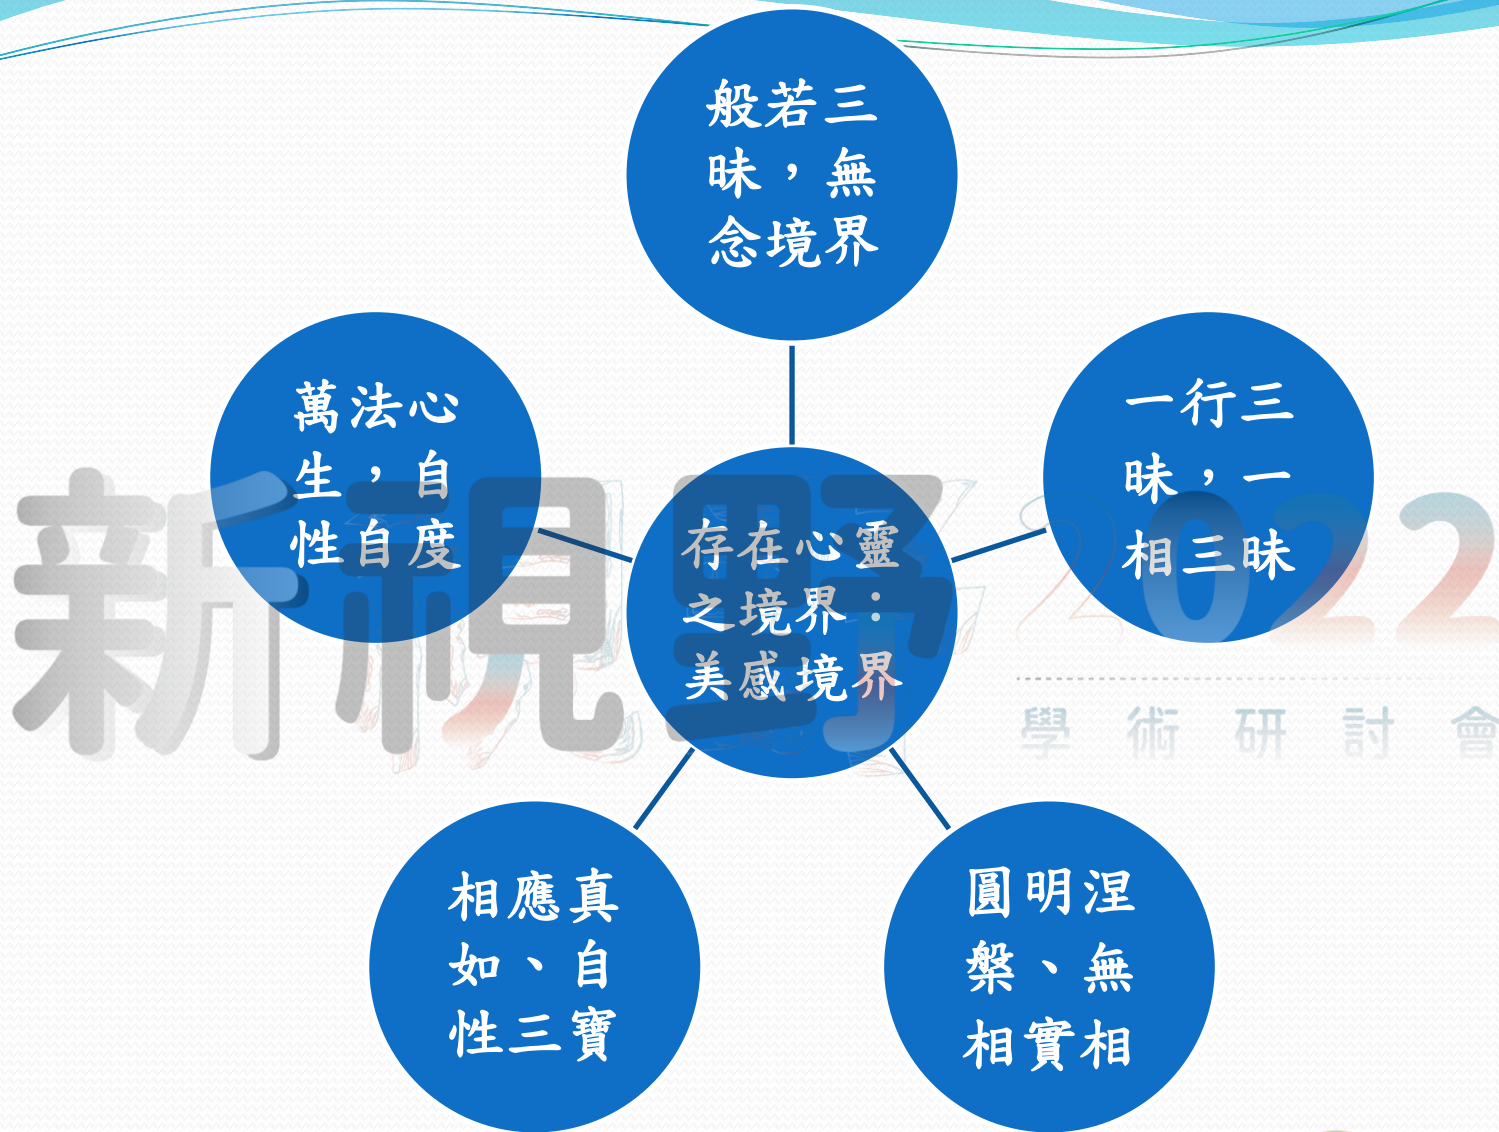 般若三
昧，無
念境界
萬法心
生，自
性自度
一行三
昧，一
相三昧
存在心靈
之境界：
美感境界
相應真
如、自
性三寶
圓明涅
槃、無
相實相
新視野
2022
學術研討會